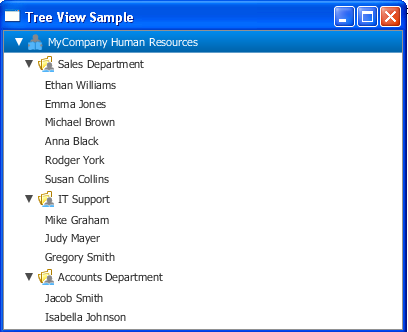 Tree View Sample
MyCompany Human Resources
Sales Department
Ethan Williams
Emma Jones
Michael Brown
Anna Black
Rodger York
Susan Collins
IT Support
Mike Graham
Judy Mayer
Gregory Smith
Accounts Department
Jacob Smith
Isabella Johnson